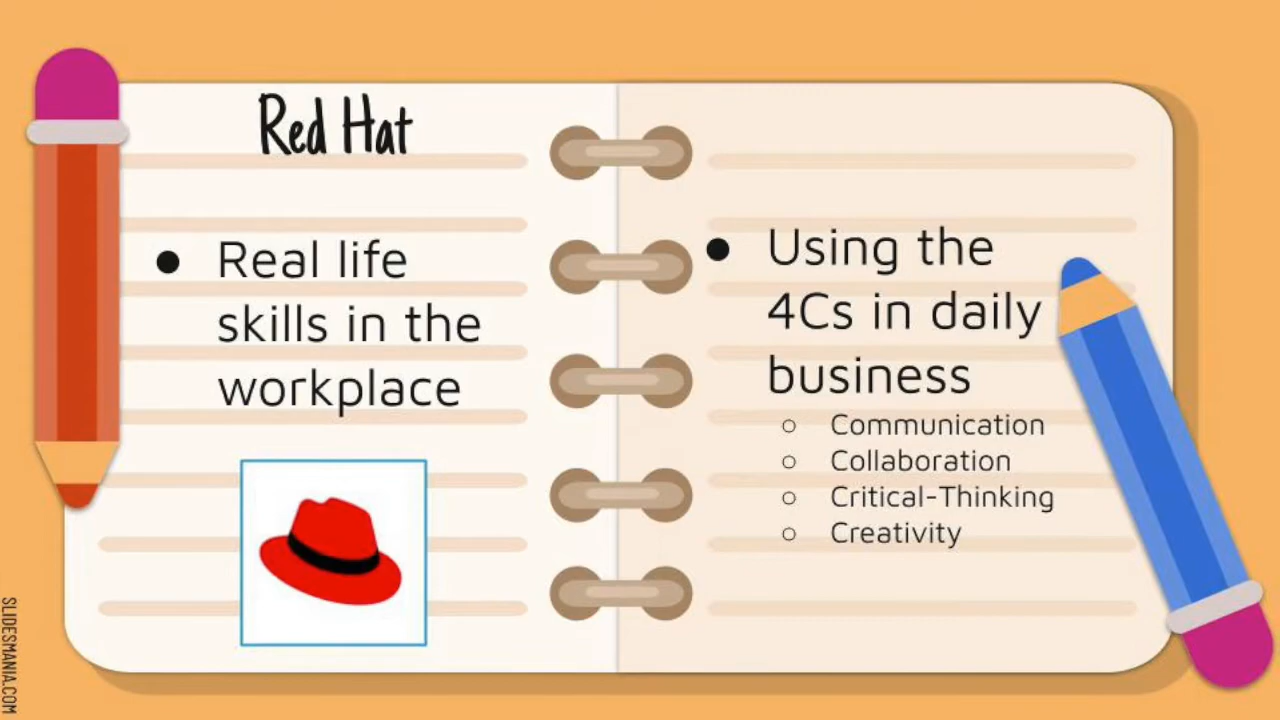 Red Hat
● Real life
skills in the
workplace
● Using the
4Cs in daily
business
○ Communication
○ Collaboration
○ Critical-Thinking
○ Creativity
SLIDESMANIA.COM